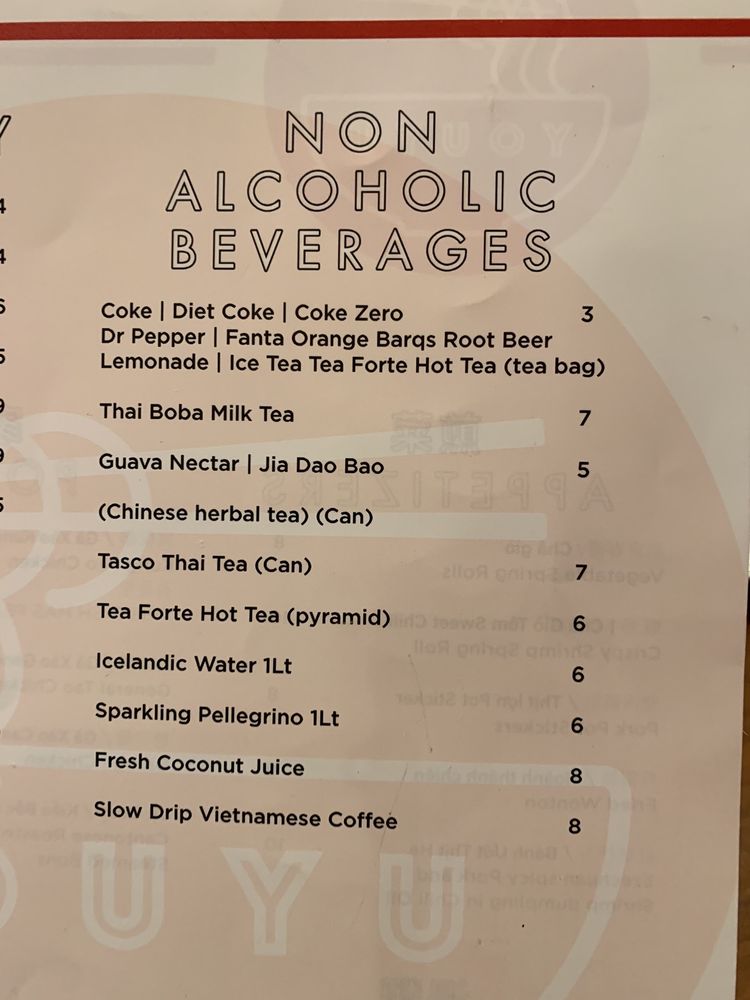 NON
ALCOHOLIC
BEVERAGES
Coke | Diet Coke | Coke Zero 3
Dr Pepper | Fanta Orange Barqs Root Beer
Lemonade | Ice Tea Tea Forte Hot Tea (tea bag)
Thai Boba Milk Tea 7
Guava Nectar | Jia Dao Bao 5
(Chinese herbal tea) (Can)
Tasco Thai Tea (Can) 7
Tea Forte Hot Tea (pyramid) 6
Icelandic Water 1Lt 6
Sparkling Pellegrino 1Lt 6
Fresh Coconut Juice 8
Slow Drip Vietnamese Coffee 8
UYU